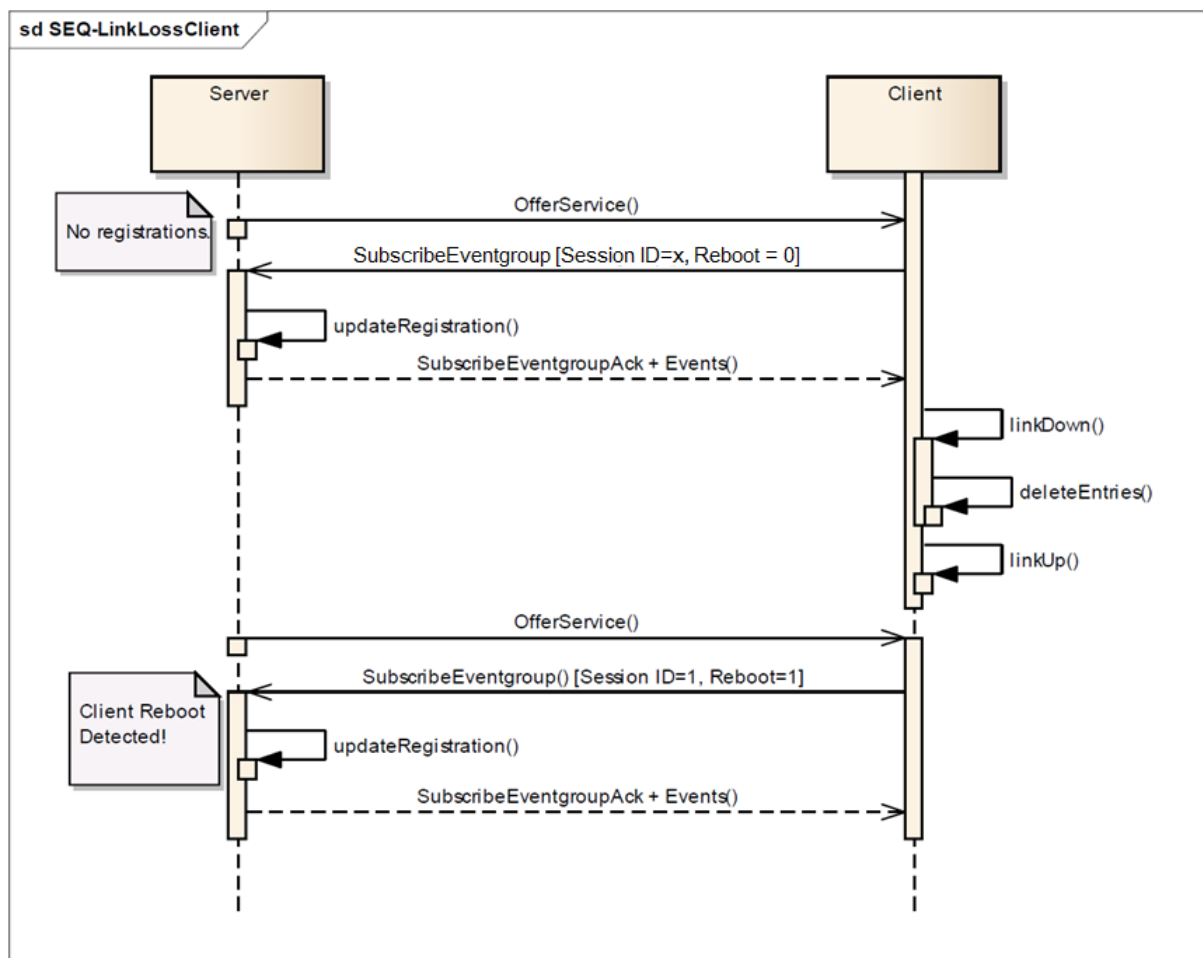 sd SEQ-LinkLossClient
Server
Client
No registrations.
OfferService()
SubscribeEventgroup [Session ID=x, Reboot = 0]
updateRegistration()
SubscribeEventgroupAck + Events()
linkDown()
deleteEntries()
linkUp()
OfferService()
SubscribeEventgroup() [Session ID=1, Reboot=1]
Client Reboot
Detected!
updateRegistration()
SubscribeEventgroupAck + Events()